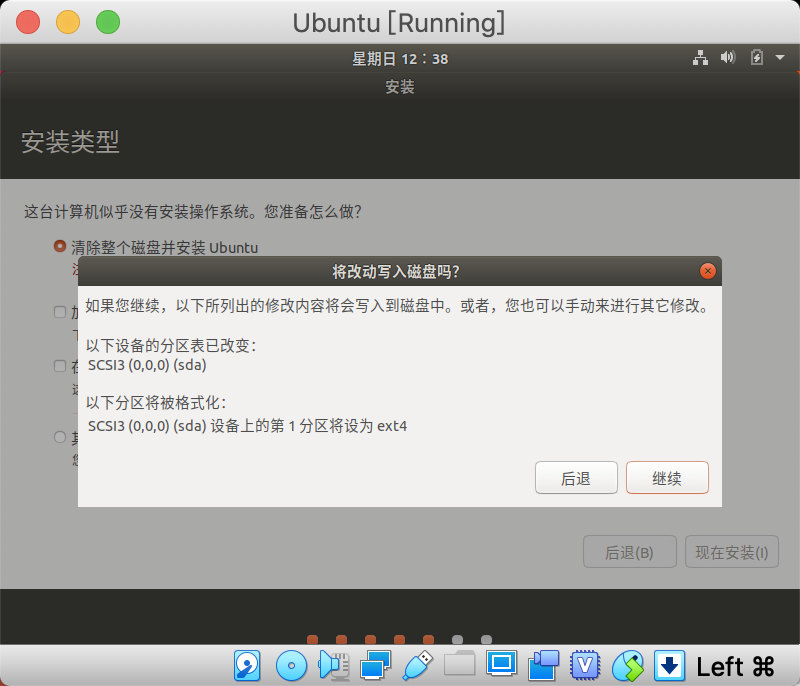 Ubuntu [Running]
星期日 12：38
安装
安装类型
这台计算机似乎没有安装操作系统。您准备怎么做？
清除整个磁盘并安装 Ubuntu
将改动写入磁盘吗？
如果您继续，以下所列出的修改内容将会写入到磁盘中。或者，您也可以手动来进行其它修改。
以下设备的分区表已改变：
SCSI3 (0,0,0) (sda)
以下分区将被格式化：
SCSI3 (0,0,0) (sda) 设备上的第 1 分区将设为 ext4
后退
继续
后退(B)
现在安装(I)
V
Left ⌘